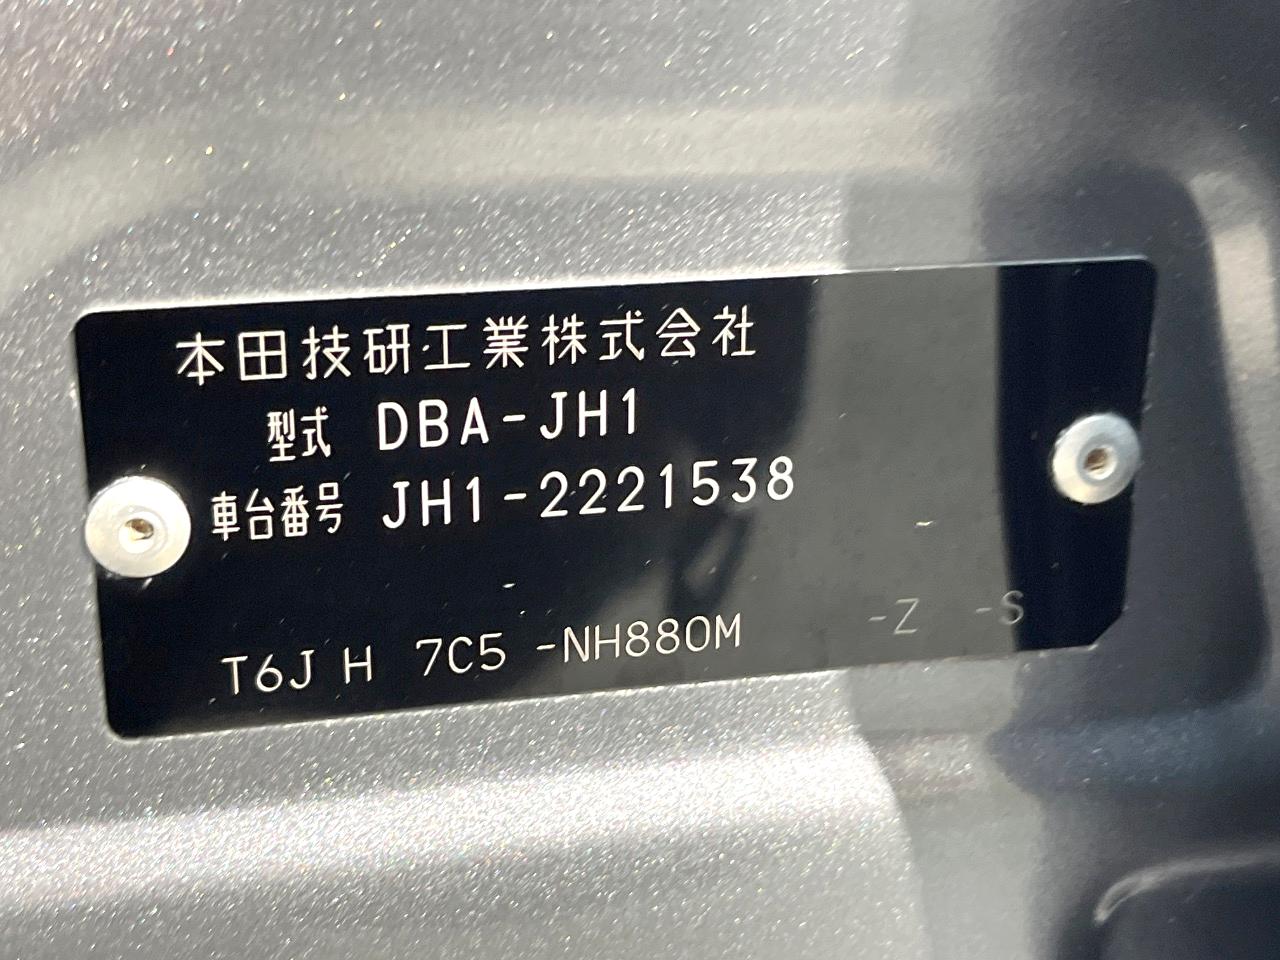 本田技研工業株式会社
型式 DBA-JH1
車台番号 JH1-2221538
T6J H 7C5 -NH880M -Z -S